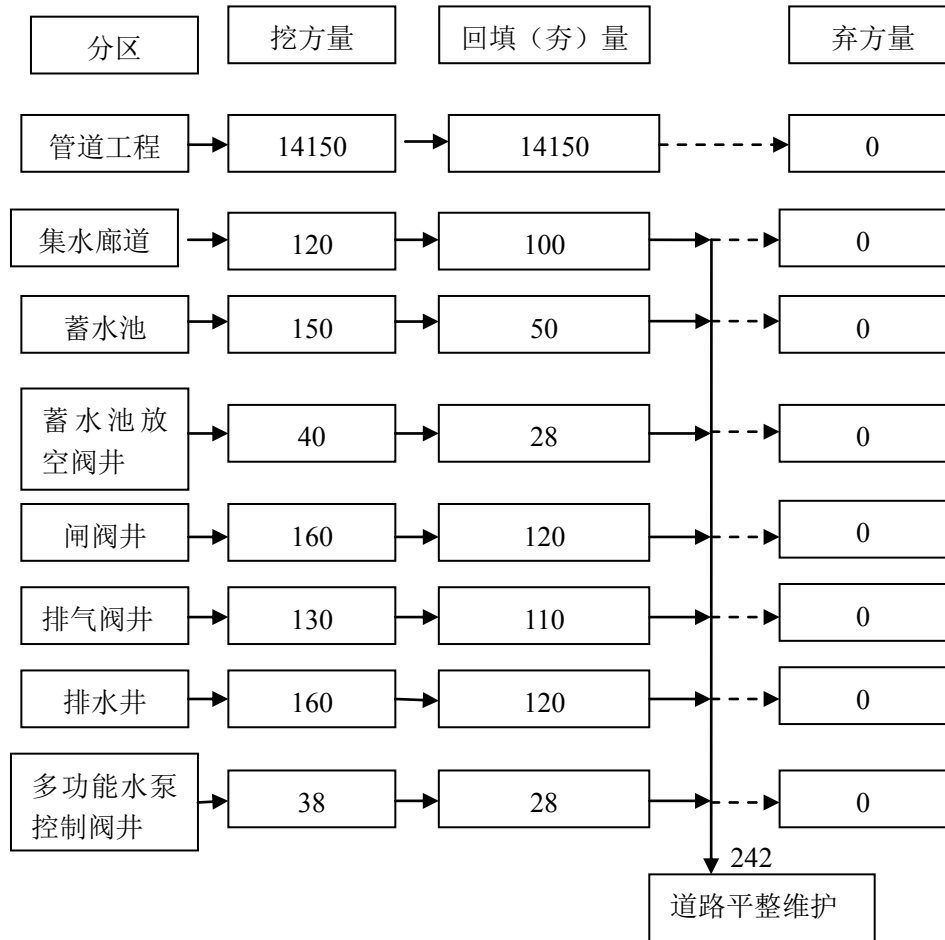 分区 挖方量 回填（夯）量 弃方量
管道工程 14150 14150 0
集水廊道 120 100 0
蓄水池 150 50 0
蓄水池放
空阀井 40 28 0
闸阀井 160 120 0
排气阀井 130 110 0
排水井 160 120 0
多功能水泵
控制阀井 38 28 0
242
道路平整维护